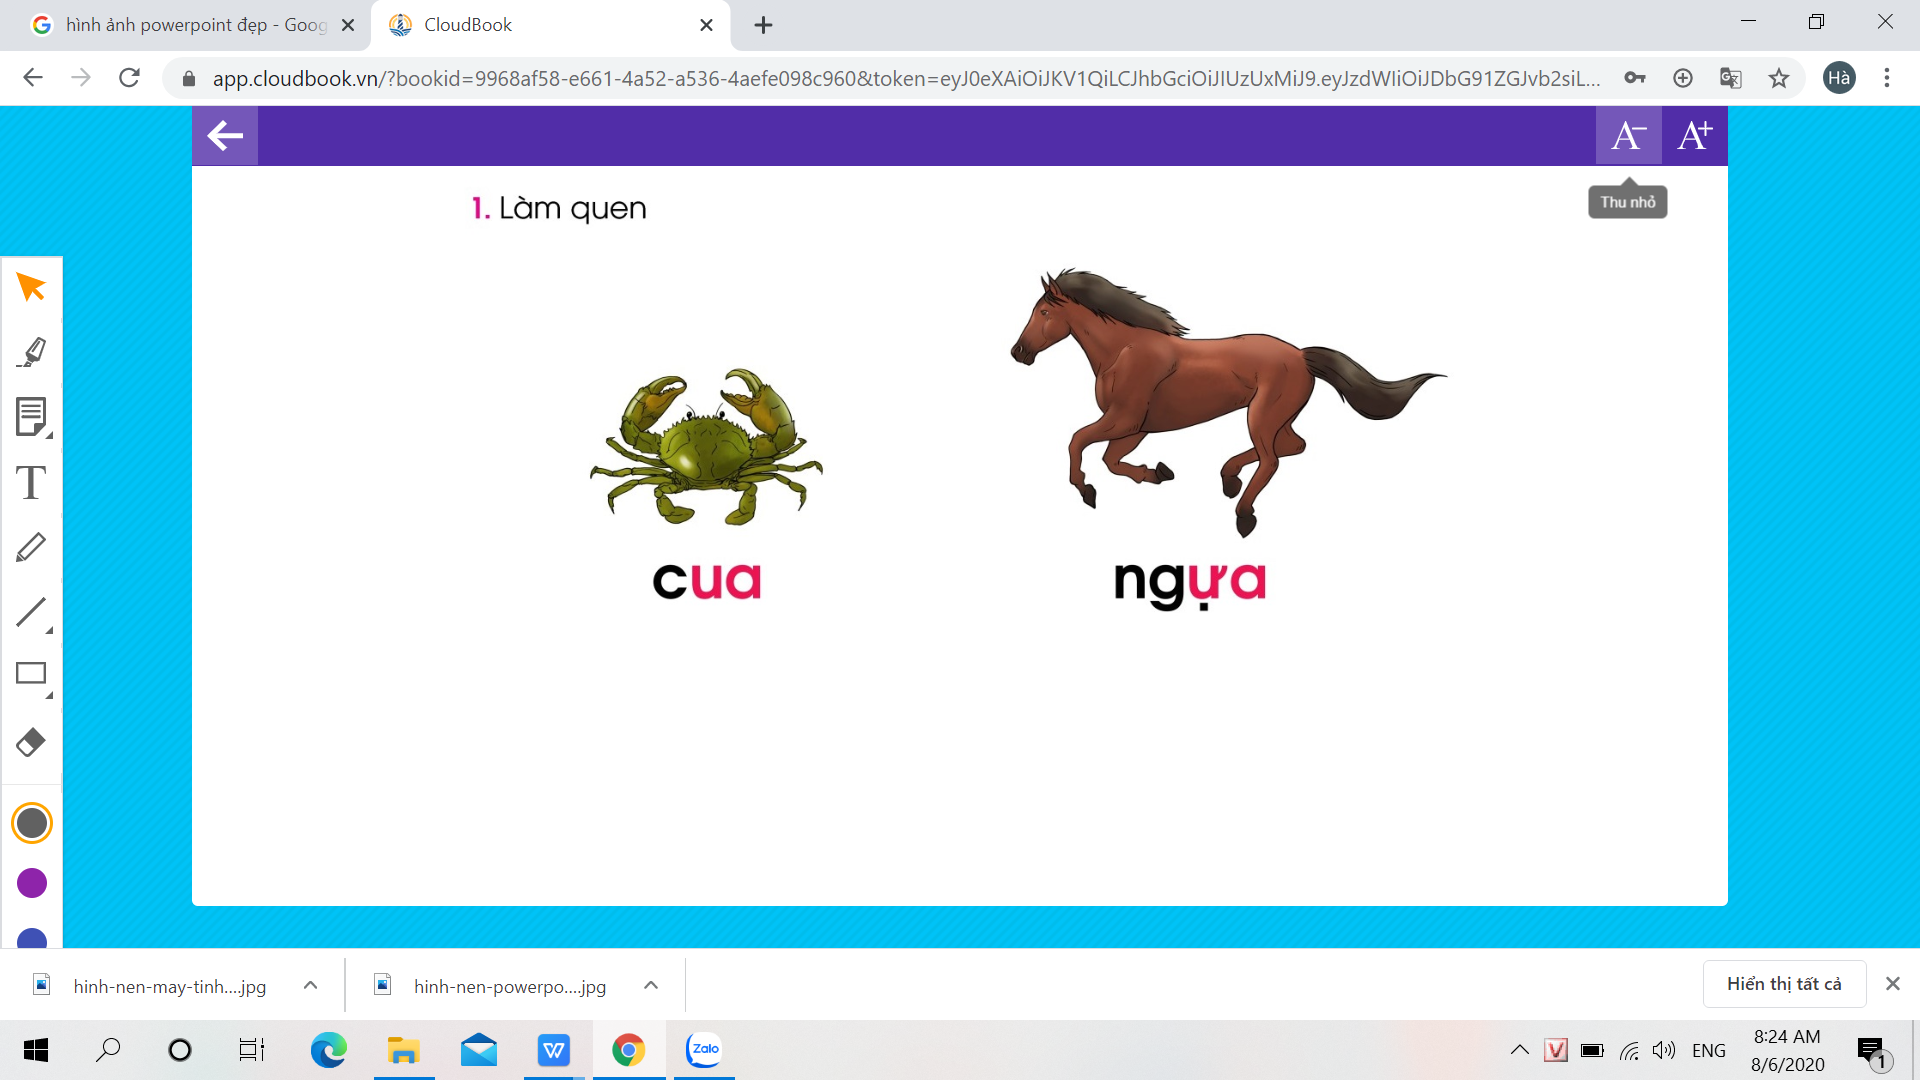 hình ảnh powerpoint đẹp - Goog
CloudBook
app.cloudbook.vn/?bookid=9968af58-e661-4a52-a536-4aefe098c960&token=eyJ0eXAiOiJKV1QiLCJhbGciOiJIUzUxMiJ9.eyJzdWIiOiJDbG91ZGJvb2siL...
Hà
A- A+
Thu nhỏ
1. Làm quen
T
cua
ngựa
hinh-nen-may-tinh....jpg
hinh-nen-powerpo....jpg
Hiển thị tất cả
W
Zalo
V
ENG
8:24 AM
8/6/2020
1